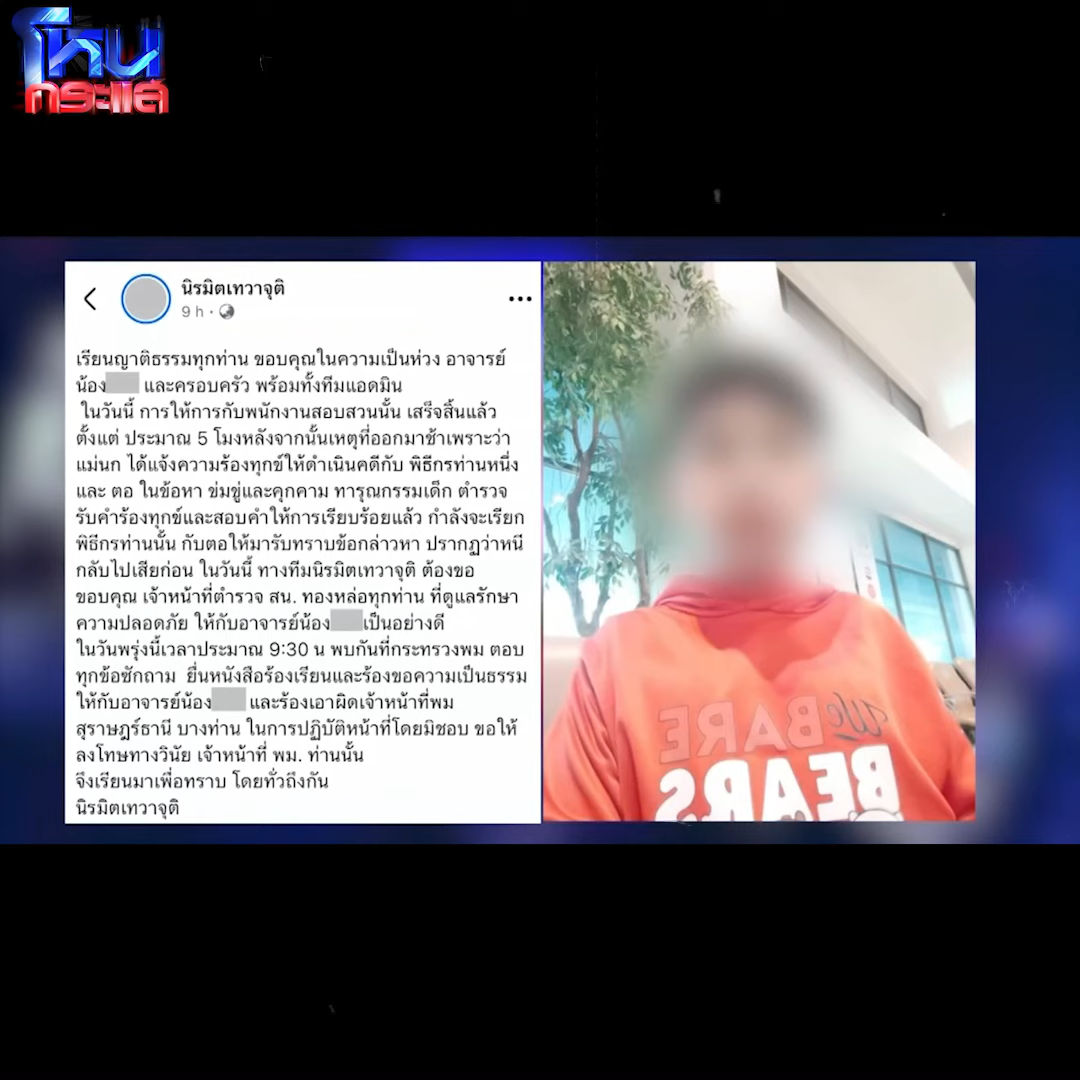 โหน
กระแส
นิรมิตเทวาจุติ
9 h ·
เรียนญาติธรรมทุกท่าน ขอบคุณในความเป็นห่วง อาจารย์
น้อง และครอบครัว พร้อมทั้งทีมแอดมิน
ในวันนี้ การให้การกับพนักงานสอบสวนนั้น เสร็จสิ้นแล้ว
ตั้งแต่ ประมาณ 5 โมงหลังจากนั้นเหตุที่ออกมาช้าเพราะว่า
แม่นก ได้แจ้งความร้องทุกข์ให้ดำเนินคดีกับ พิธีกรท่านหนึ่ง
และ ตอ ในข้อหา ข่มขู่และคุกคาม ทารุณกรรมเด็ก ตำรวจ
รับคำร้องทุกข์และสอบคำให้การเรียบร้อยแล้ว กำลังจะเรียก
พิธีกรท่านนั้น กับตอให้มารับทราบข้อกล่าวหา ปรากฏว่าหนี
กลับไปเสียก่อน ในวันนี้ ทางทีมนิรมิตเทวาจุติ ต้องขอ
ขอบคุณ เจ้าหน้าที่ตำรวจ สน. ทองหล่อทุกท่าน ที่ดูแลรักษา
ความปลอดภัย ให้กับอาจารย์น้อง เป็นอย่างดี
ในวันพรุ่งนี้เวลาประมาณ 9:30 น พบกันที่กระทรวงพม ตอบ
ทุกข้อซักถาม ยื่นหนังสือร้องเรียนและร้องขอความเป็นธรรม
ให้กับอาจารย์น้อง และร้องเอาผิดเจ้าหน้าที่พม
สุราษฎร์ธานี บางท่าน ในการปฏิบัติหน้าที่โดยมิชอบ ขอให้
ลงโทษทางวินัย เจ้าหน้าที่ พม. ท่านนั้น
จึงเรียนมาเพื่อทราบ โดยทั่วถึงกัน
นิรมิตเทวาจุติ
We BARE
BEARS